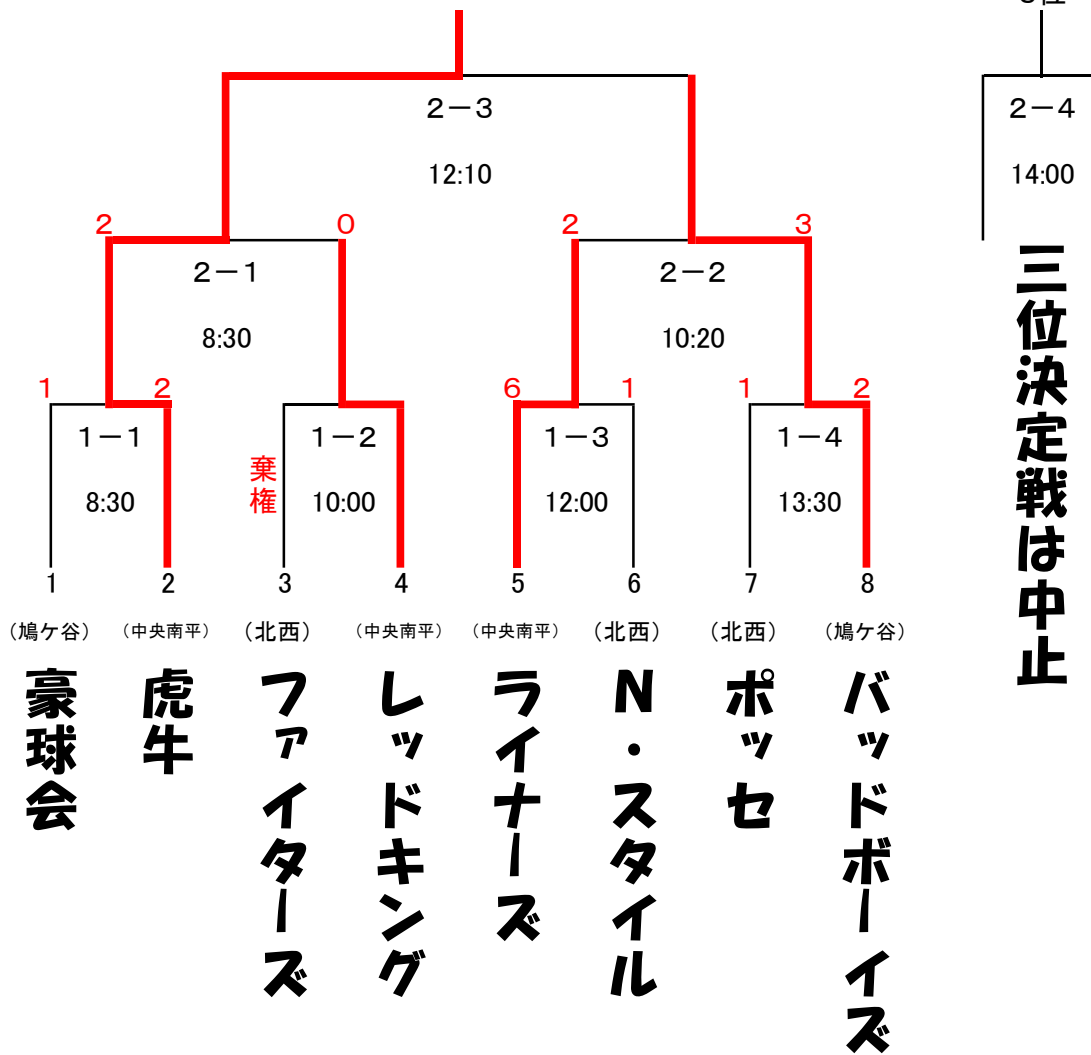 3位
2－3
2－4
12:10
14:00
2
0
2
3
2－1
2－2
8:30
10:20
1
2
6
1
1
2
1－1
1－2
1－3
1－4
棄権
8:30
10:00
12:00
13:30
1
2
3
4
5
6
7
8
（鳩ケ谷）
（中央南平）
（北西）
（中央南平）
（中央南平）
（北西）
（北西）
（鳩ケ谷）
豪球会
虎牛
ファイターズ
レッドキング
ライナーズ
N・スタイル
ポッセ
バッドボーイズ
三位決定戦は中止